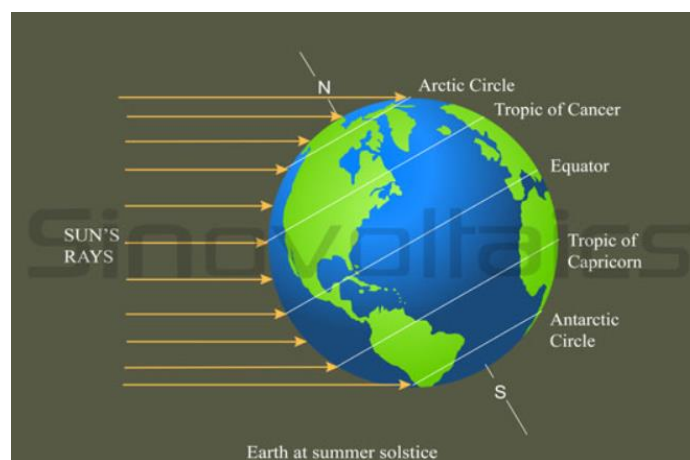 N
Arctic Circle
Tropic of Cancer
Equator
SUN'S
RAYS
Sinovoltaics
Tropic of
Capricorn
Antarctic
Circle
S
Earth at summer solstice